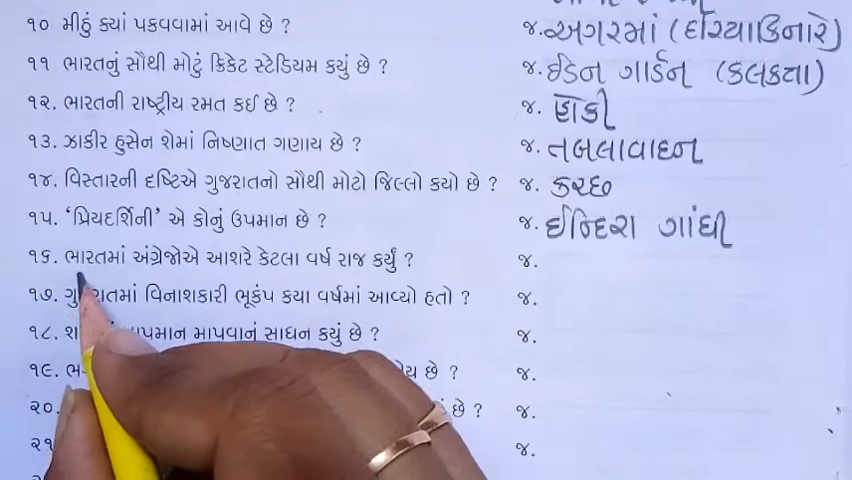 ૧૦ મીઠું ક્યાં પકવવામાં આવે છે ? જ. અગરમાં (દરિયાકિનારે)
૧૧ ભારતનું સૌથી મોટું ક્રિકેટ સ્ટેડિયમ કયું છે ? જ. ઈડન ગાર્ડન (કલકત્તા)
૧૨. ભારતની રાષ્ટ્રીય રમત કઈ છે ? જ. હૉકી
૧૩. ઝાકીર હુસેન શેમાં નિષ્ણાત ગણાય છે ? જ. તબલાવાદન
૧૪. વિસ્તારની દૃષ્ટિએ ગુજરાતનો સૌથી મોટો જિલ્લો કયો છે ? જ. કચ્છ
૧૫. ‘પ્રિયદર્શિની’ એ કોનું ઉપમાન છે ? જ. ઈન્દિરા ગાંધી
૧૬. ભારતમાં અંગ્રેજોએ આશરે કેટલા વર્ષ રાજ કર્યું ? જ.
૧૭. ગુજરાતમાં વિનાશકારી ભૂકંપ કયા વર્ષમાં આવ્યો હતો ? જ.
૧૮. માપવાનું સાધન કયું છે ? જ.
૧૯. છે ? જ.
૨૦. છે ? જ.
૨૧ જ.